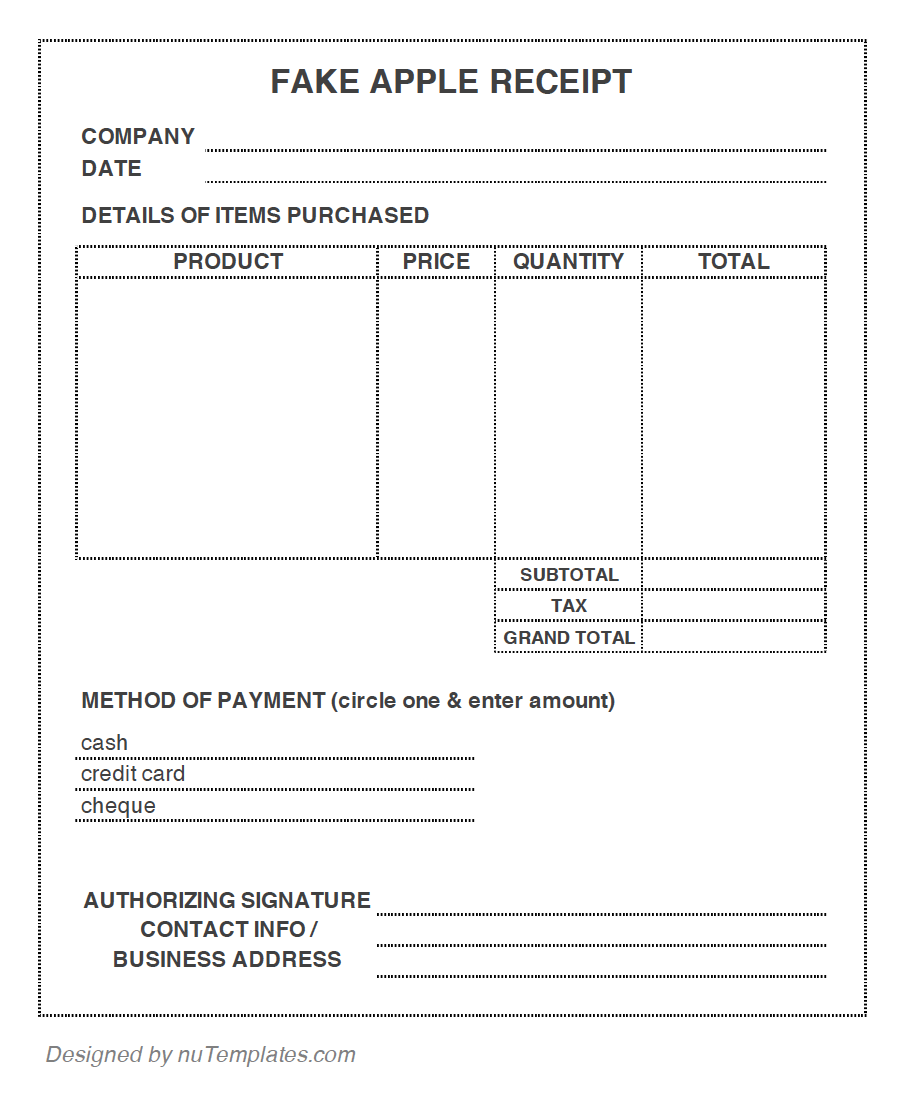 FAKE APPLE RECEIPT
COMPANY
DATE
DETAILS OF ITEMS PURCHASED
PRODUCT PRICE QUANTITY TOTAL
SUBTOTAL
TAX
GRAND TOTAL
METHOD OF PAYMENT (circle one & enter amount)
cash
credit card
cheque
AUTHORIZING SIGNATURE
CONTACT INFO /
BUSINESS ADDRESS
Designed by nuTemplates.com